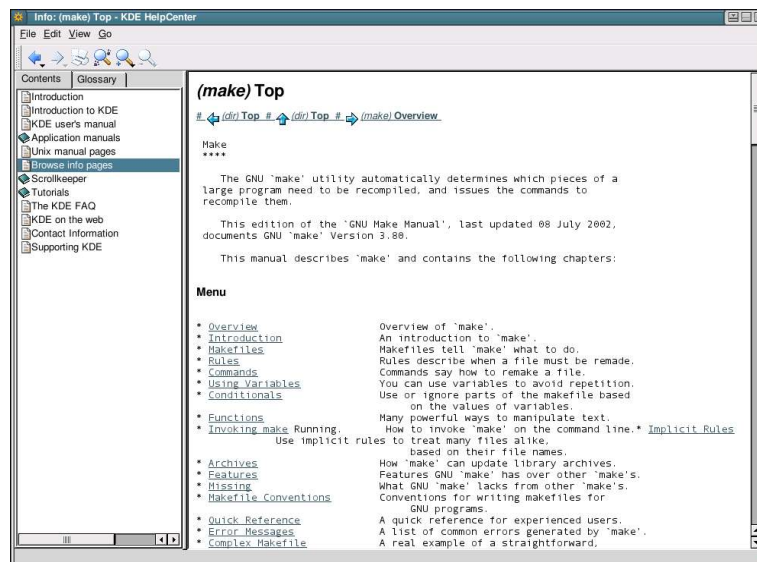 Info: (make) Top - KDE HelpCenter
File Edit View Go
Contents Glossary
Introduction
Introduction to KDE
KDE user's manual
Application manuals
Unix manual pages
Browse info pages
Scrollkeeper
Tutorials
The KDE FAQ
KDE on the web
Contact Information
Supporting KDE
(make) Top
# (dir) Top # (dir) Top # (make) Overview
Make
****
The GNU `make' utility automatically determines which pieces of a
large program need to be recompiled, and issues the commands to
recompile them.
This edition of the `GNU Make Manual', last updated 08 July 2002,
documents GNU `make' Version 3.80.
This manual describes `make' and contains the following chapters:
Menu
* Overview Overview of `make'.
* Introduction An introduction to `make'.
* Makefiles Makefiles tell `make' what to do.
* Rules Rules describe when a file must be remade.
* Commands Commands say how to remake a file.
* Using Variables You can use variables to avoid repetition.
* Conditionals Use or ignore parts of the makefile based
on the values of variables.
* Functions Many powerful ways to manipulate text.
* Invoking make Running. How to invoke `make' on the command line.* Implicit Rules
Use implicit rules to treat many files alike,
based on their file names.
* Archives How `make' can update library archives.
* Features Features GNU `make' has over other `make's.
* Missing What GNU `make' lacks from other `make's.
* Makefile Conventions Conventions for writing makefiles for
GNU programs.
* Quick Reference A quick reference for experienced users.
* Error Messages A list of common errors generated by `make'.
* Complex Makefile A real example of a straightforward,